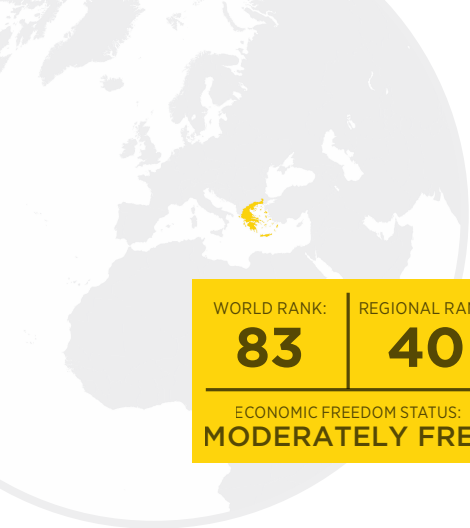 WORLD RANK:
83
REGIONAL RAN
40
ECONOMIC FREEDOM STATUS:
MODERATELY FRE